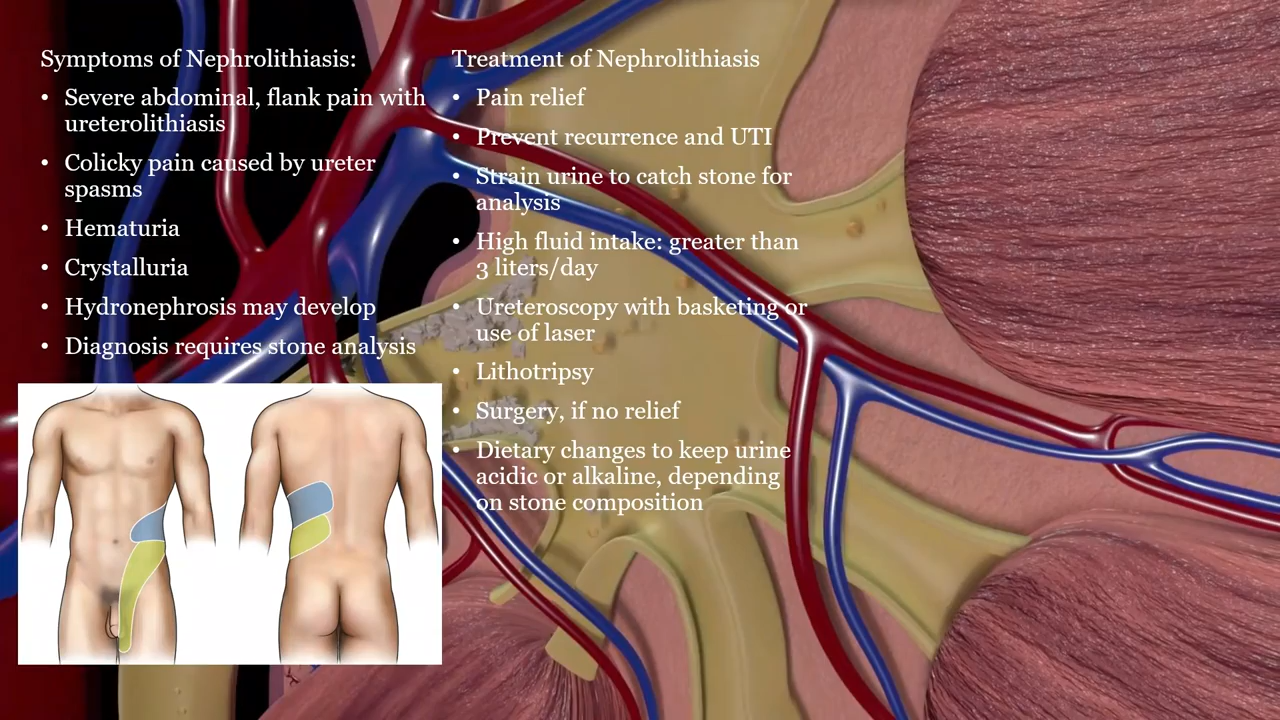 Symptoms of Nephrolithiasis:
• Severe abdominal, flank pain with
ureterolithiasis
• Colicky pain caused by ureter
spasms
• Hematuria
• Crystalluria
• Hydronephrosis may develop
• Diagnosis requires stone analysis
Treatment of Nephrolithiasis
• Pain relief
• Prevent recurrence and UTI
• Strain urine to catch stone for
analysis
• High fluid intake: greater than
3 liters/day
• Ureteroscopy with basketing or
use of laser
• Lithotripsy
• Surgery, if no relief
• Dietary changes to keep urine
acidic or alkaline, depending
on stone composition